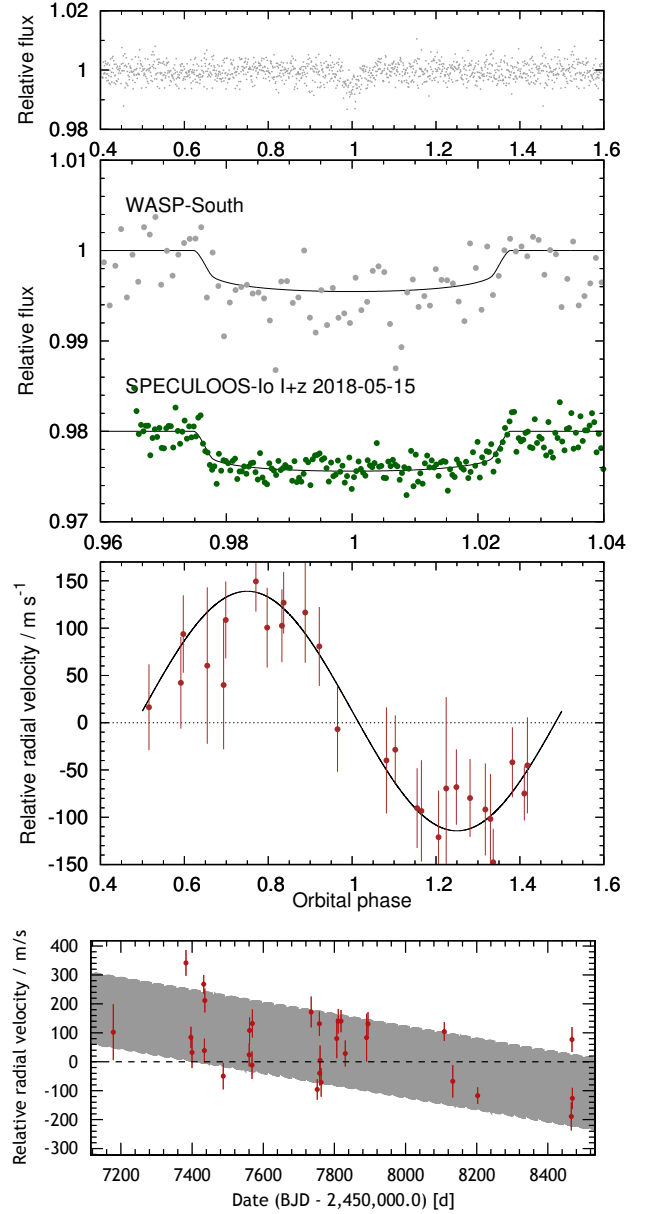 1.02
Relative flux
1
0.98
0.4 0.6 0.8 1 1.2 1.4 1.6
1.01
WASP-South
1
Relative flux
0.99
SPECULOOS-Io I+z 2018-05-15
0.98
0.97
0.96 0.98 1 1.02 1.04
150
100
50
0
-50
-100
-150
Relative radial velocity / m s⁻¹
0.4 0.6 0.8 1 1.2 1.4 1.6
Orbital phase
400
300
200
100
0
-100
-200
-300
Relative radial velocity / m/s
7200 7400 7600 7800 8000 8200 8400
Date (BJD - 2,450,000.0) [d]